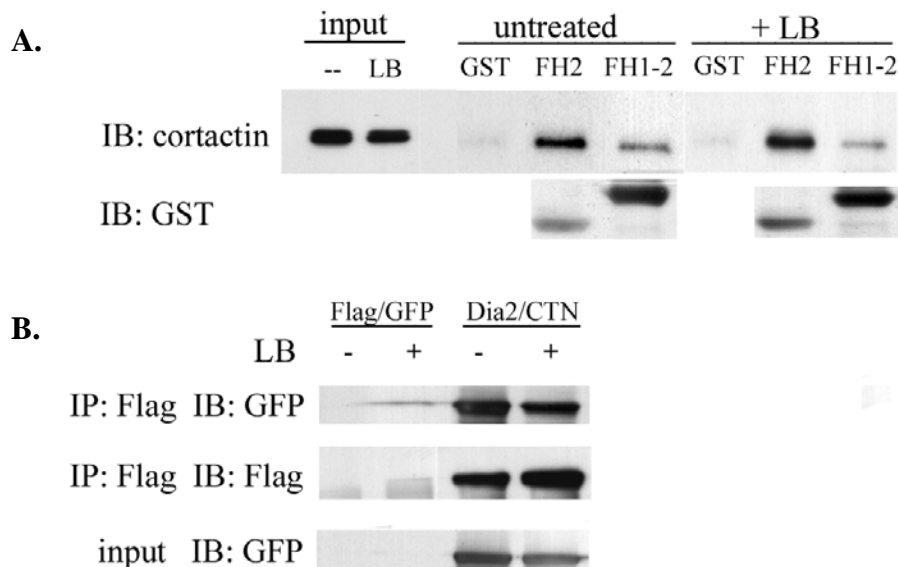 A.
input untreated + LB
-- LB GST FH2 FH1-2 GST FH2 FH1-2
IB: cortactin
IB: GST
B.
Flag/GFP Dia2/CTN
LB - + - +
IP: Flag IB: GFP
IP: Flag IB: Flag
input IB: GFP